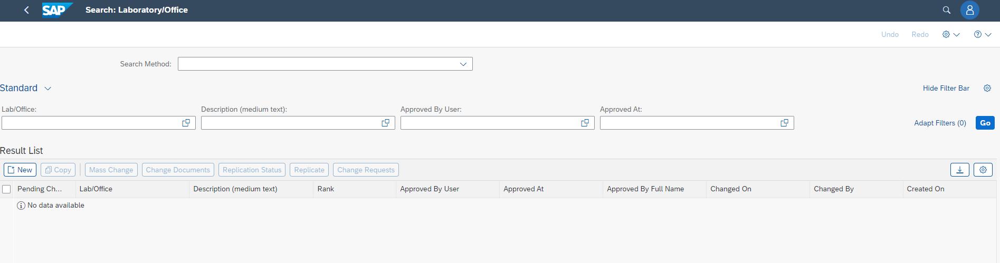 SAP Search: Laboratory/Office
Undo Redo
Search Method:
Standard Hide Filter Bar
Lab/Office: Description (medium text): Approved By User: Approved At:
Adapt Filters (0) Go
Result List
New Copy Mass Change Change Documents Replication Status Replicate Change Requests
Pending Ch... Lab/Office Description (medium text) Rank Approved By User Approved At Approved By Full Name Changed On Changed By Created On
No data available